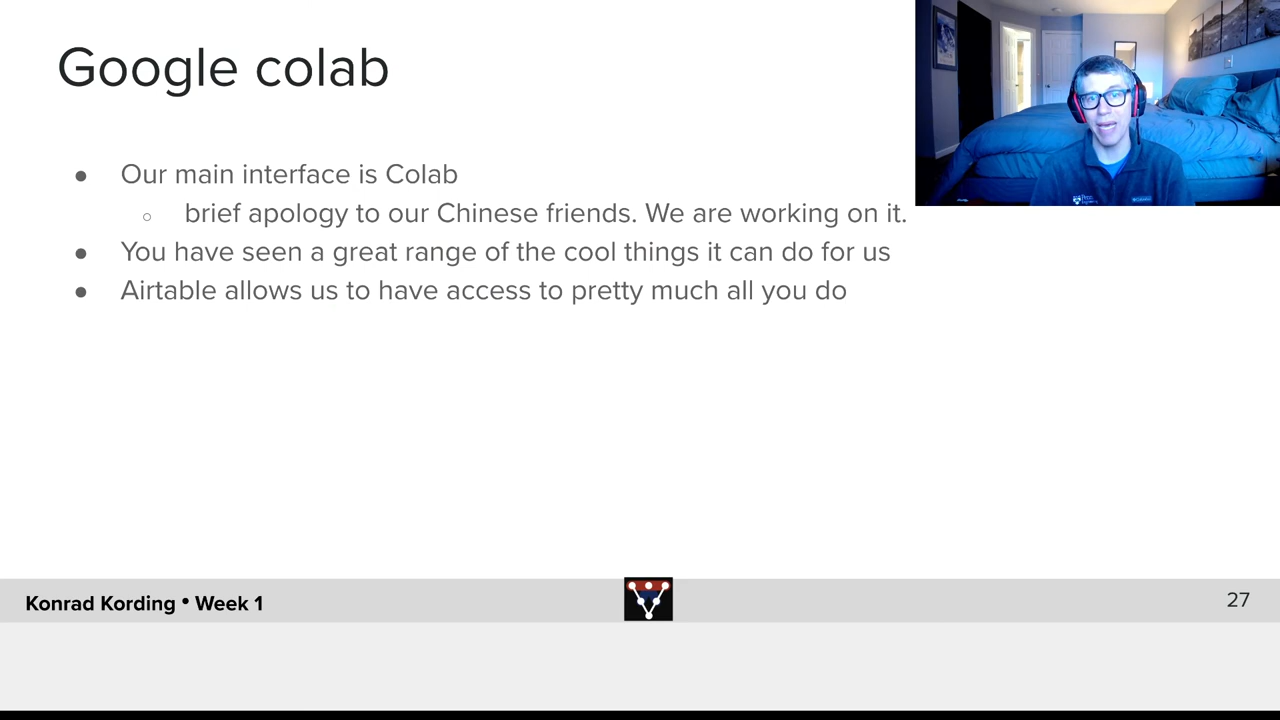 Google colab
● Our main interface is Colab
○ brief apology to our Chinese friends. We are working on it.
● You have seen a great range of the cool things it can do for us
● Airtable allows us to have access to pretty much all you do
Konrad Kording • Week 1
27